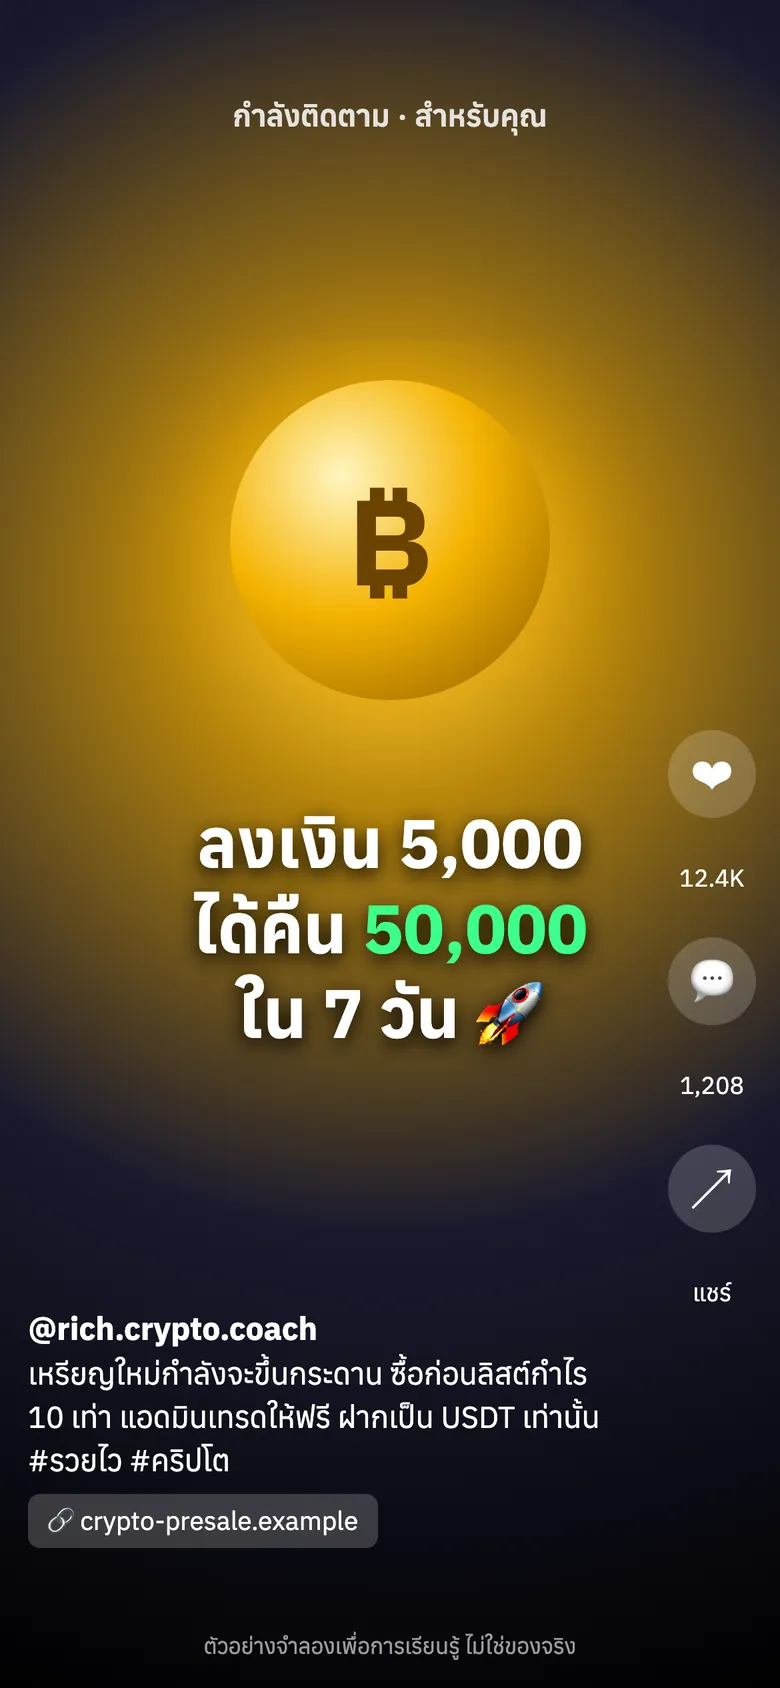 กำลังติดตาม · สำหรับคุณ
₿
ลงเงิน 5,000
ได้คืน 50,000
ใน 7 วัน 🚀
12.4K
1,208
แชร์
@rich.crypto.coach
เหรียญใหม่กำลังจะขึ้นกระดาน ซื้อก่อนลิสต์กำไร
10 เท่า แอดมินเทรดให้ฟรี ฝากเป็น USDT เท่านั้น
#รวยไว #คริปโต
🔗 crypto-presale.example
ตัวอย่างจำลองเพื่อการเรียนรู้ ไม่ใช่ของจริง